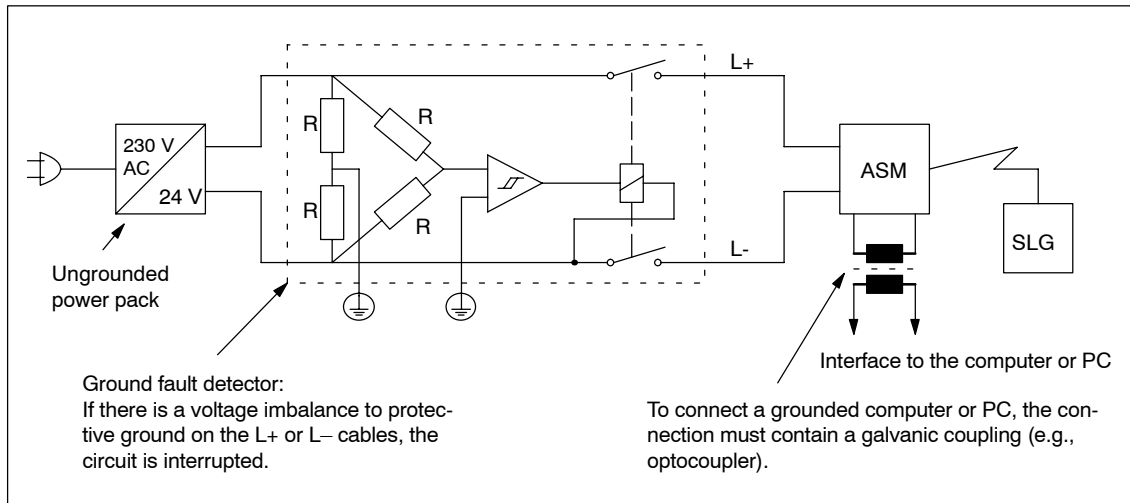 L+
R
R
230 V
AC
24 V
R
R
ASM
L-
SLG
Ungrounded
power pack
Interface to the computer or PC
Ground fault detector:
If there is a voltage imbalance to protec-
tive ground on the L+ or L– cables, the
circuit is interrupted.
To connect a grounded computer or PC, the con-
nection must contain a galvanic coupling (e.g.,
optocoupler).